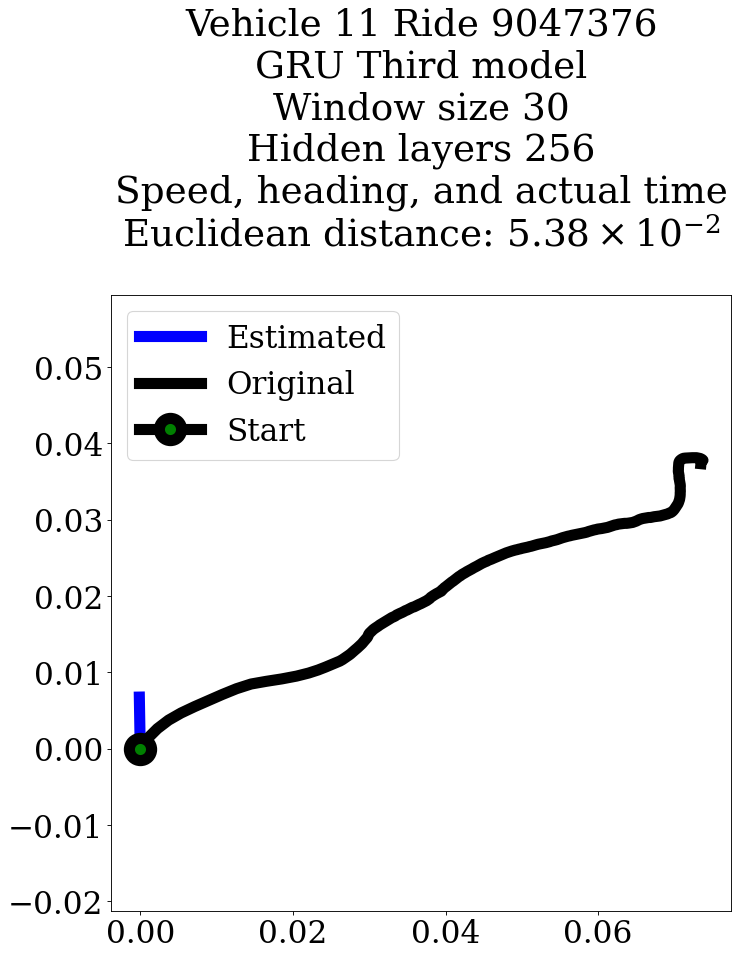 Vehicle 11 Ride 9047376
GRU Third model
Window size 30
Hidden layers 256
Speed, heading, and actual time
Euclidean distance: 5.38 × 10⁻²
Estimated
Original
Start
0.05
0.04
0.03
0.02
0.01
0.00
−0.01
−0.02
0.00 0.02 0.04 0.06